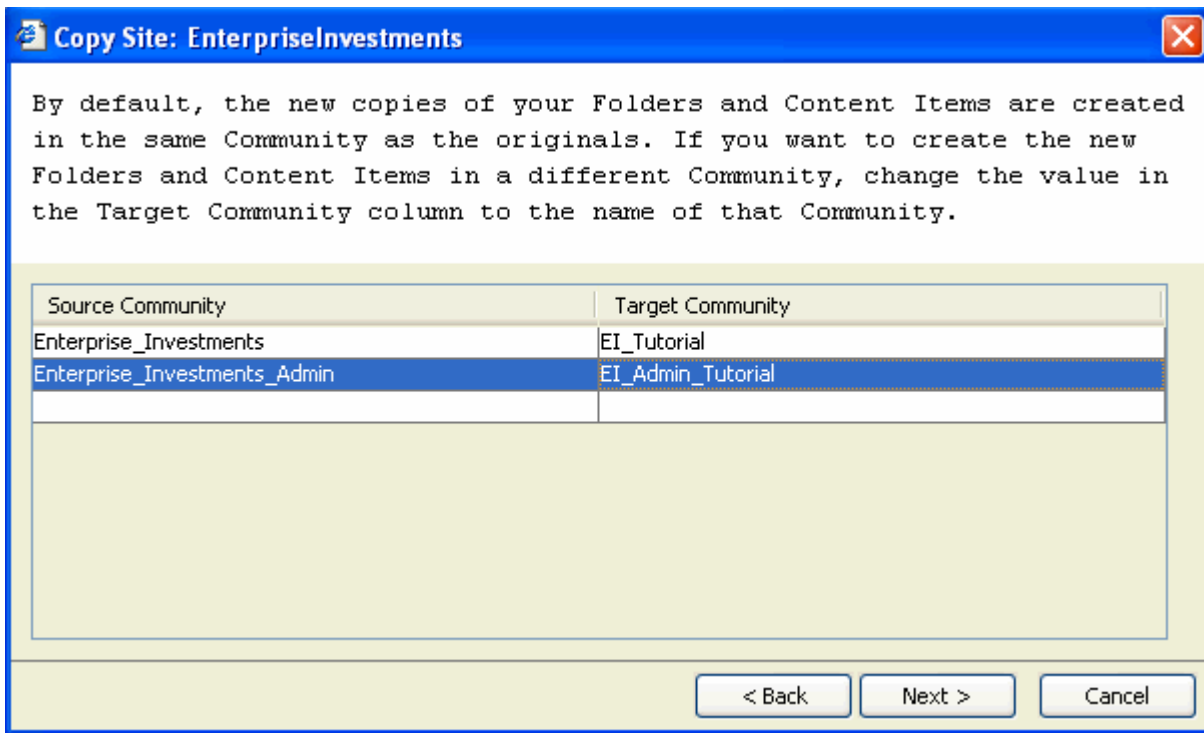 Copy Site: EnterpriseInvestments
By default, the new copies of your Folders and Content Items are created
in the same Community as the originals. If you want to create the new
Folders and Content Items in a different Community, change the value in
the Target Community column to the name of that Community.
Source Community Target Community
Enterprise_Investments EI_Tutorial
Enterprise_Investments_Admin EI_Admin_Tutorial
< Back Next > Cancel